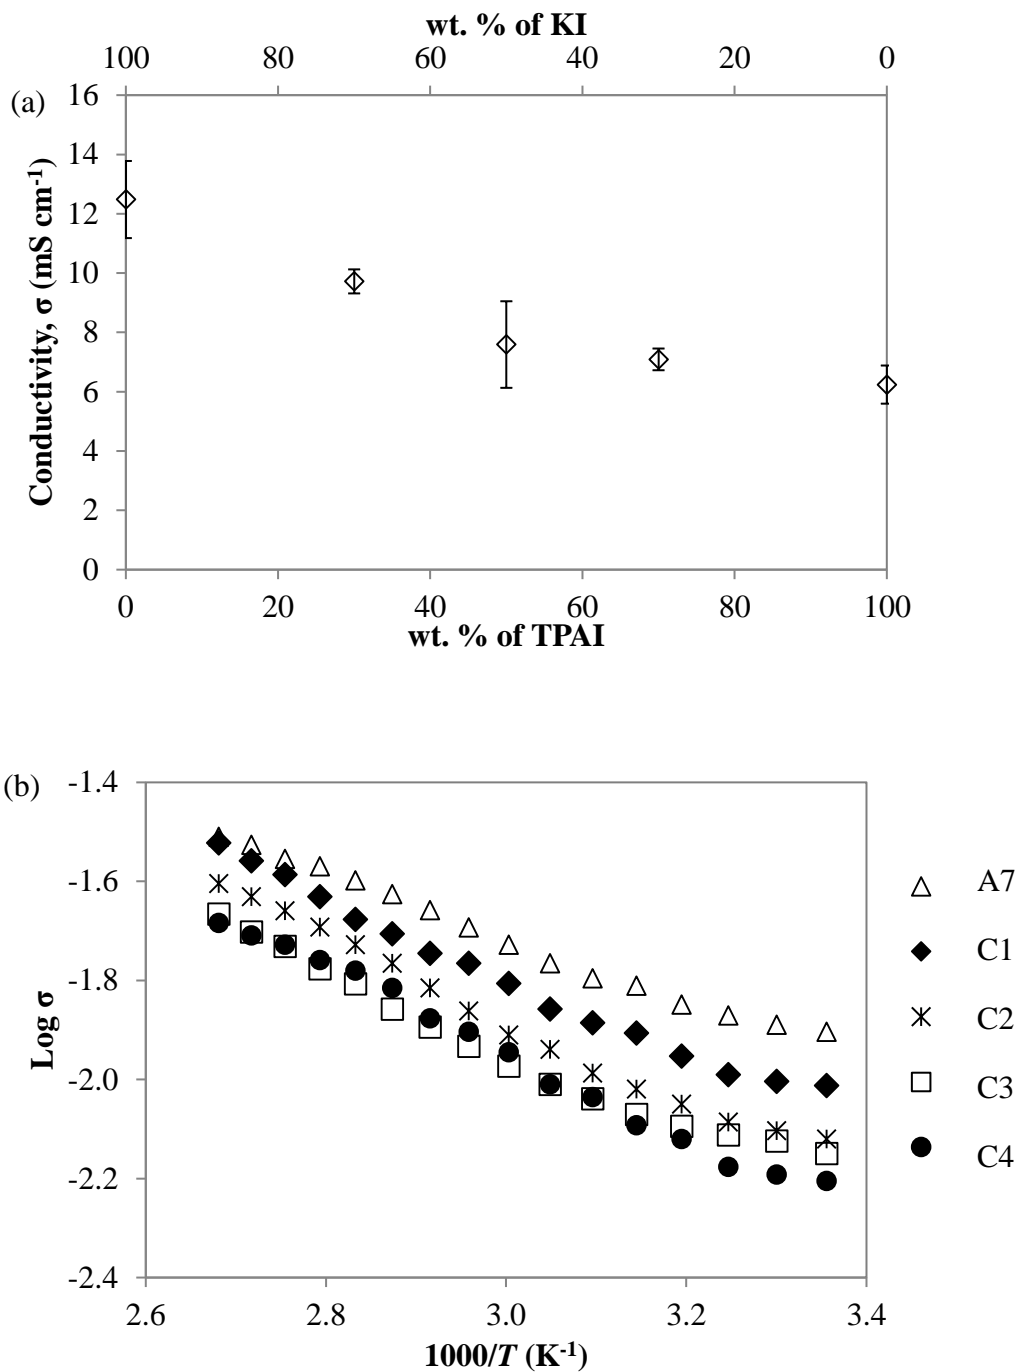 wt. % of KI
100 80 60 40 20 0
(a)
16
14
12
10
8
6
4
2
0
Conductivity, σ (mS cm⁻¹)
0 20 40 60 80 100
wt. % of TPAI
(b)
-1.4
-1.6
-1.8
-2.0
-2.2
-2.4
Log σ
2.6 2.8 3.0 3.2 3.4
1000/T (K⁻¹)
A7
C1
C2
C3
C4